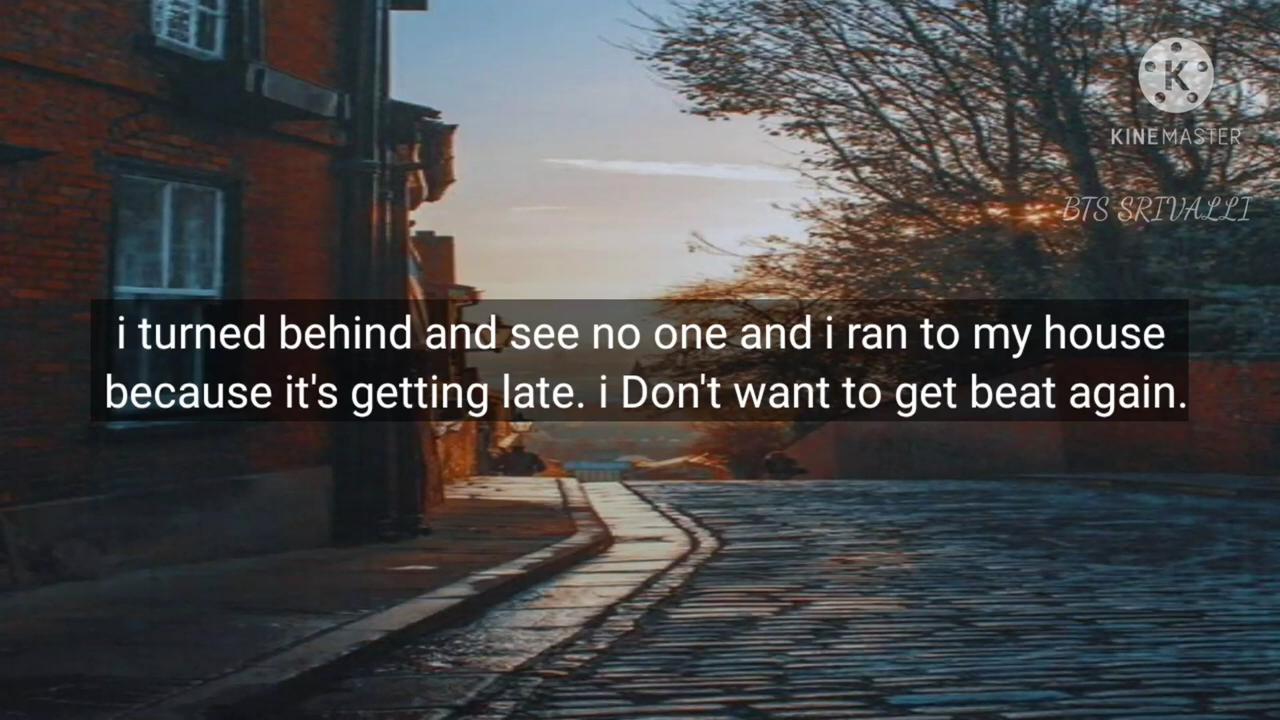 K
KINEMASTER
BTS SRIVALLI
i turned behind and see no one and i ran to my house
because it's getting late. i Don't want to get beat again.